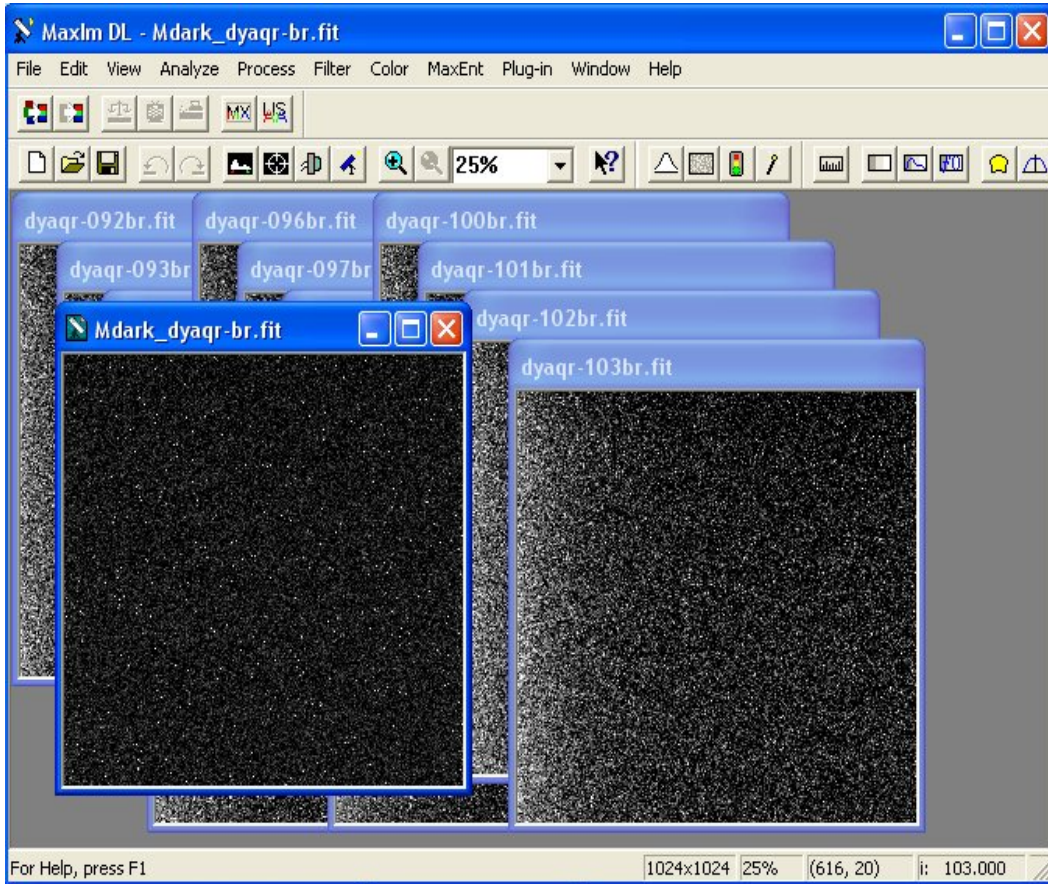 MaxIm DL - Mdark_dyaqr-br.fit
File Edit View Analyze Process Filter Color MaxEnt Plug-in Window Help
MX
25%
dyaqr-092br.fit dyaqr-096br.fit dyaqr-100br.fit
dyaqr-093br dyaqr-097br dyaqr-101br.fit
Mdark_dyaqr-br.fit dyaqr-102br.fit
dyaqr-103br.fit
For Help, press F1 1024x1024 25% (616, 20) i: 103.000